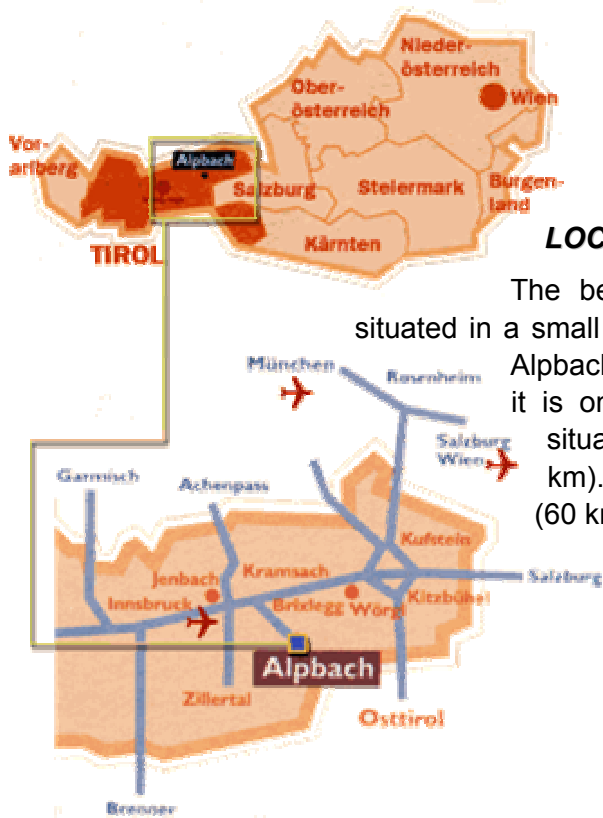 Nieder-
österreich
Ober-
österreich
Wien
Vor-
arlberg
Alpbach
Salzburg
Steiermark
Burgen-
land
TIROL
Kärnten
LOC
The be
situated in a small
Alpbach
it is or
situa
km).
(60 km
München
Rosenheim
Salzburg
Wien
Garmisch
Achenpass
Kufstein
Jenbach
Kramsach
Salzburg
Innsbruck
Brixlegg
Wörgl
Kitzbühel
Alpbach
Zillertal
Osttirol
Brenner